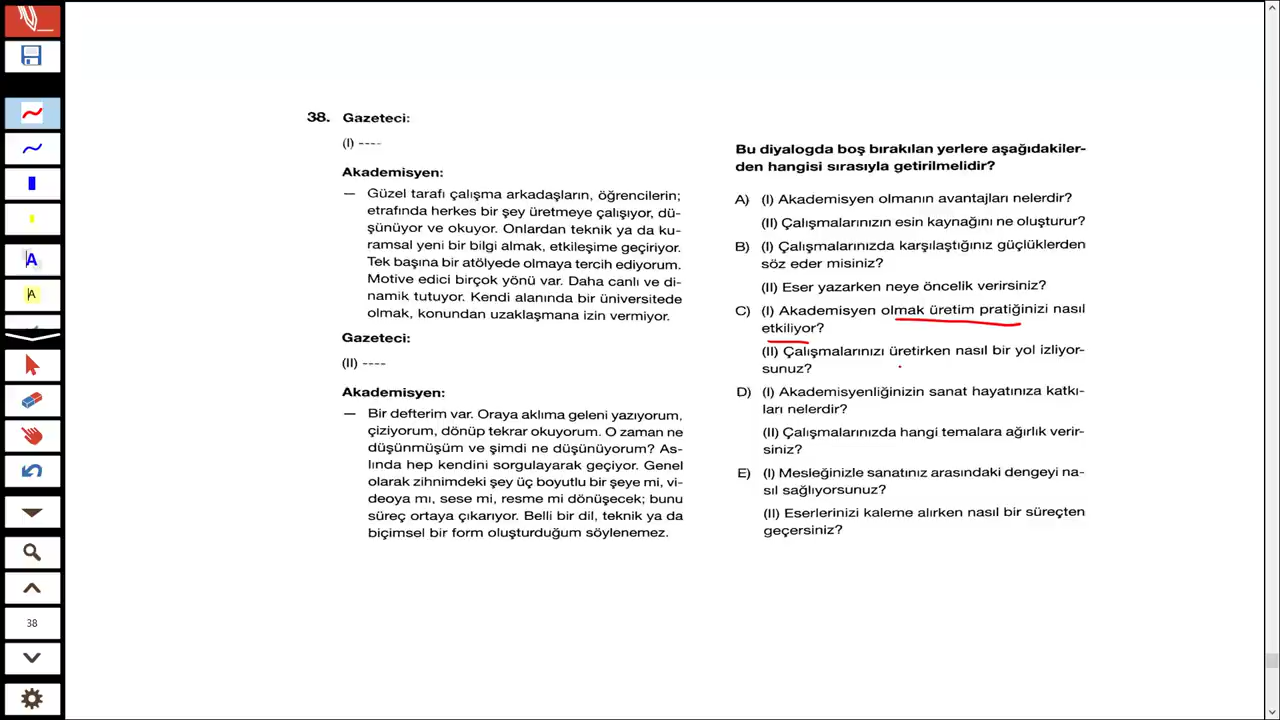 38. Gazeteci:
(I) ----
Akademisyen:
— Güzel tarafı çalışma arkadaşların, öğrencilerin;
etrafında herkes bir şey üretmeye çalışıyor, dü-
şünüyor ve okuyor. Onlardan teknik ya da ku-
ramsal yeni bir bilgi almak, etkileşime geçiriyor.
Tek başına bir atölyede olmaya tercih ediyorum.
Motive edici birçok yönü var. Daha canlı ve di-
namik tutuyor. Kendi alanında bir üniversitede
olmak, konundan uzaklaşmana izin vermiyor.
Gazeteci:
(II) ----
Akademisyen:
— Bir defterim var. Oraya aklıma geleni yazıyorum,
çiziyorum, dönüp tekrar okuyorum. O zaman ne
düşünmüşüm ve şimdi ne düşünüyorum? As-
lında hep kendini sorgulayarak geçiyor. Genel
olarak zihnimdeki şey üç boyutlu bir şeye mi, vi-
deoya mı, sese mi, resme mi dönüşecek; bunu
süreç ortaya çıkarıyor. Belli bir dil, teknik ya da
biçimsel bir form oluşturduğum söylenemez.
Bu diyalogda boş bırakılan yerlere aşağıdakiler-
den hangisi sırasıyla getirilmelidir?
A) (I) Akademisyen olmanın avantajları nelerdir?
(II) Çalışmalarınızın esin kaynağını ne oluşturur?
B) (I) Çalışmalarınızda karşılaştığınız güçlüklerden
söz eder misiniz?
(II) Eser yazarken neye öncelik verirsiniz?
C) (I) Akademisyen olmak üretim pratiğinizi nasıl
etkiliyor?
(II) Çalışmalarınızı üretirken nasıl bir yol izliyor-
sunuz?
D) (I) Akademisyenliğinizin sanat hayatınıza katkı-
ları nelerdir?
(II) Çalışmalarınızda hangi temalara ağırlık verir-
siniz?
E) (I) Mesleğinizle sanatınız arasındaki dengeyi na-
sıl sağlıyorsunuz?
(II) Eserlerinizi kaleme alırken nasıl bir süreçten
geçersiniz?
A
A
38